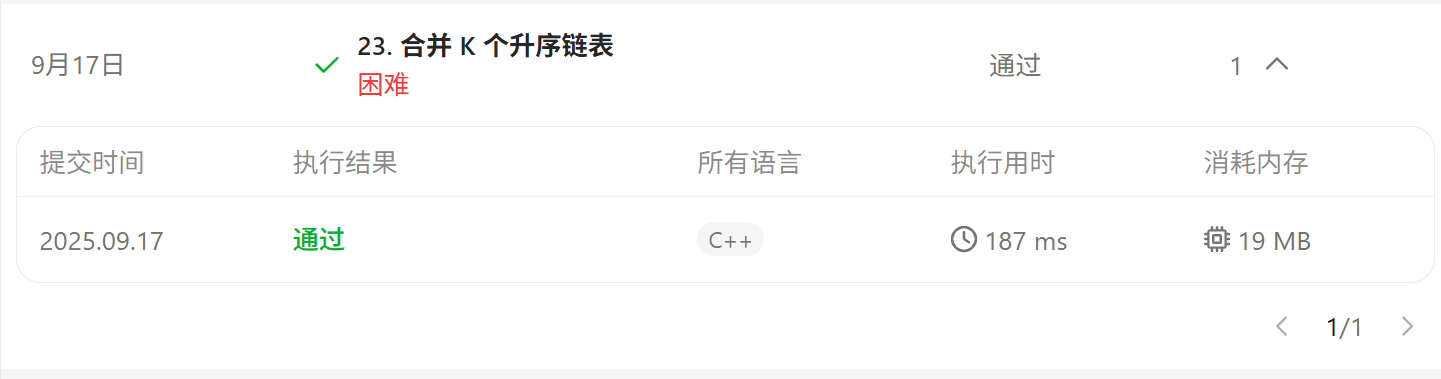 9月17日 23. 合并 K 个升序链表 通过 1
困难
提交时间 执行结果 所有语言 执行用时 消耗内存
2025.09.17 通过 C++ 187 ms 19 MB
1/1